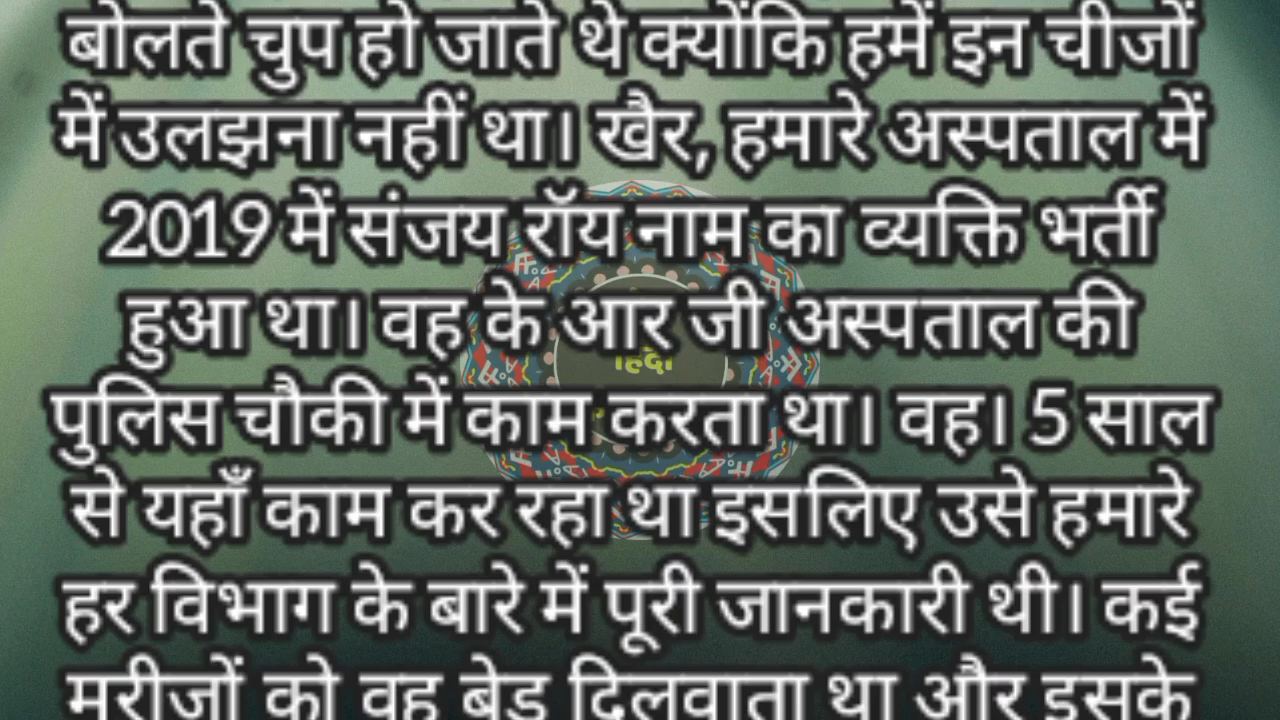 बोलते चुप हो जाते थे क्योंकि हमें इन चीजों
में उलझना नहीं था। खैर, हमारे अस्पताल में
2019 में संजय रॉय नाम का व्यक्ति भर्ती
हुआ था। वह के आर जी अस्पताल की
हिंदी
पुलिस चौकी में काम करता था। वह। 5 साल
से यहाँ काम कर रहा था इसलिए उसे हमारे
हर विभाग के बारे में पूरी जानकारी थी। कई
मरीजों को वह बेड दिलवाता था और इसके